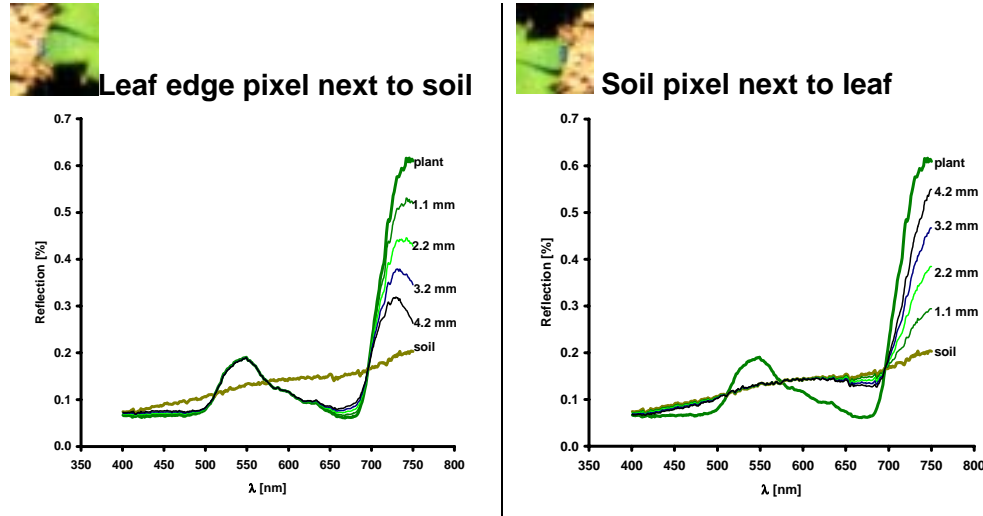 Leaf edge pixel next to soil
0.7
0.6
0.5
0.4
0.3
0.2
0.1
0.0
Reflection [%]
plant
1.1 mm
2.2 mm
3.2 mm
4.2 mm
soil
350 400 450 500 550 600 650 700 750 800
λ [nm]
Soil pixel next to leaf
0.7
0.6
0.5
0.4
0.3
0.2
0.1
0.0
Reflection [%]
plant
4.2 mm
3.2 mm
2.2 mm
1.1 mm
soil
350 400 450 500 550 600 650 700 750 800
λ [nm]